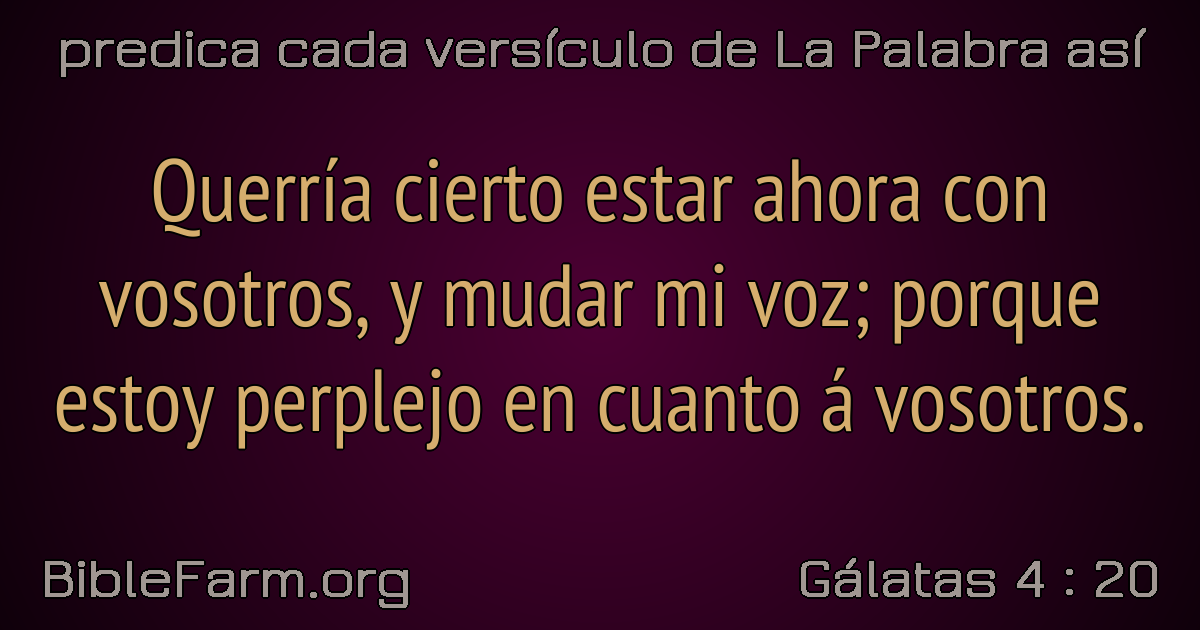 predica cada versículo de La Palabra así
Querría cierto estar ahora con
vosotros, y mudar mi voz; porque
estoy perplejo en cuanto á vosotros.
BibleFarm.org
Gálatas 4 : 20